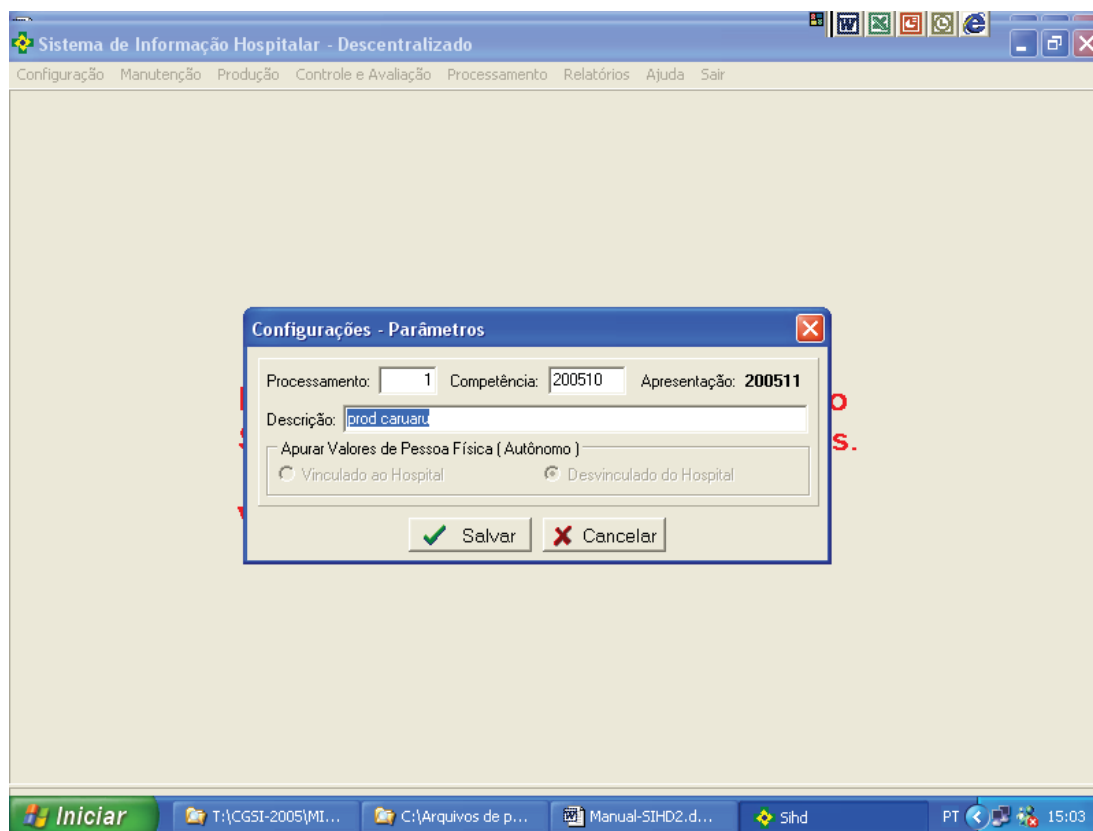 Sistema de Informação Hospitalar - Descentralizado
Configuração Manutenção Produção Controle e Avaliação Processamento Relatórios Ajuda Sair
Configurações - Parâmetros
Processamento: 1 Competência: 200510 Apresentação: 200511
Descrição: prod caruaru
Apurar Valores de Pessoa Física ( Autônomo )
Vinculado ao Hospital Desvinculado do Hospital
Salvar Cancelar
Iniciar T:\CGSI-2005\MI... C:\Arquivos de p... Manual-SIHD2.d... Sihd PT 15:03